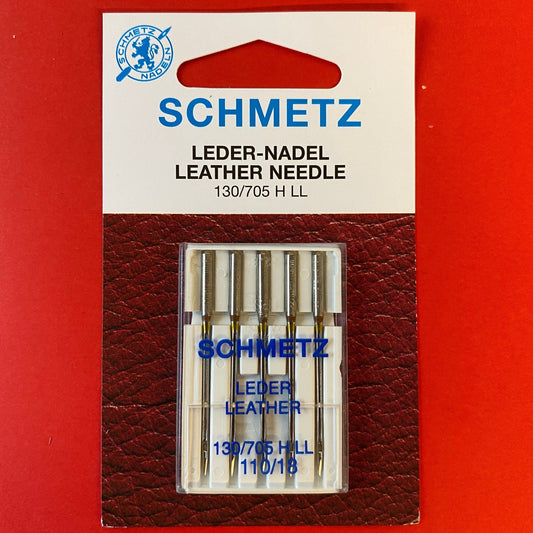 SCHMETZ
NADELN
SCHMETZ
LEDER-NADEL
LEATHER NEEDLE
130/705 H LL
SCHMETZ
LEDER
LEATHER
130/705 H LL
110/18